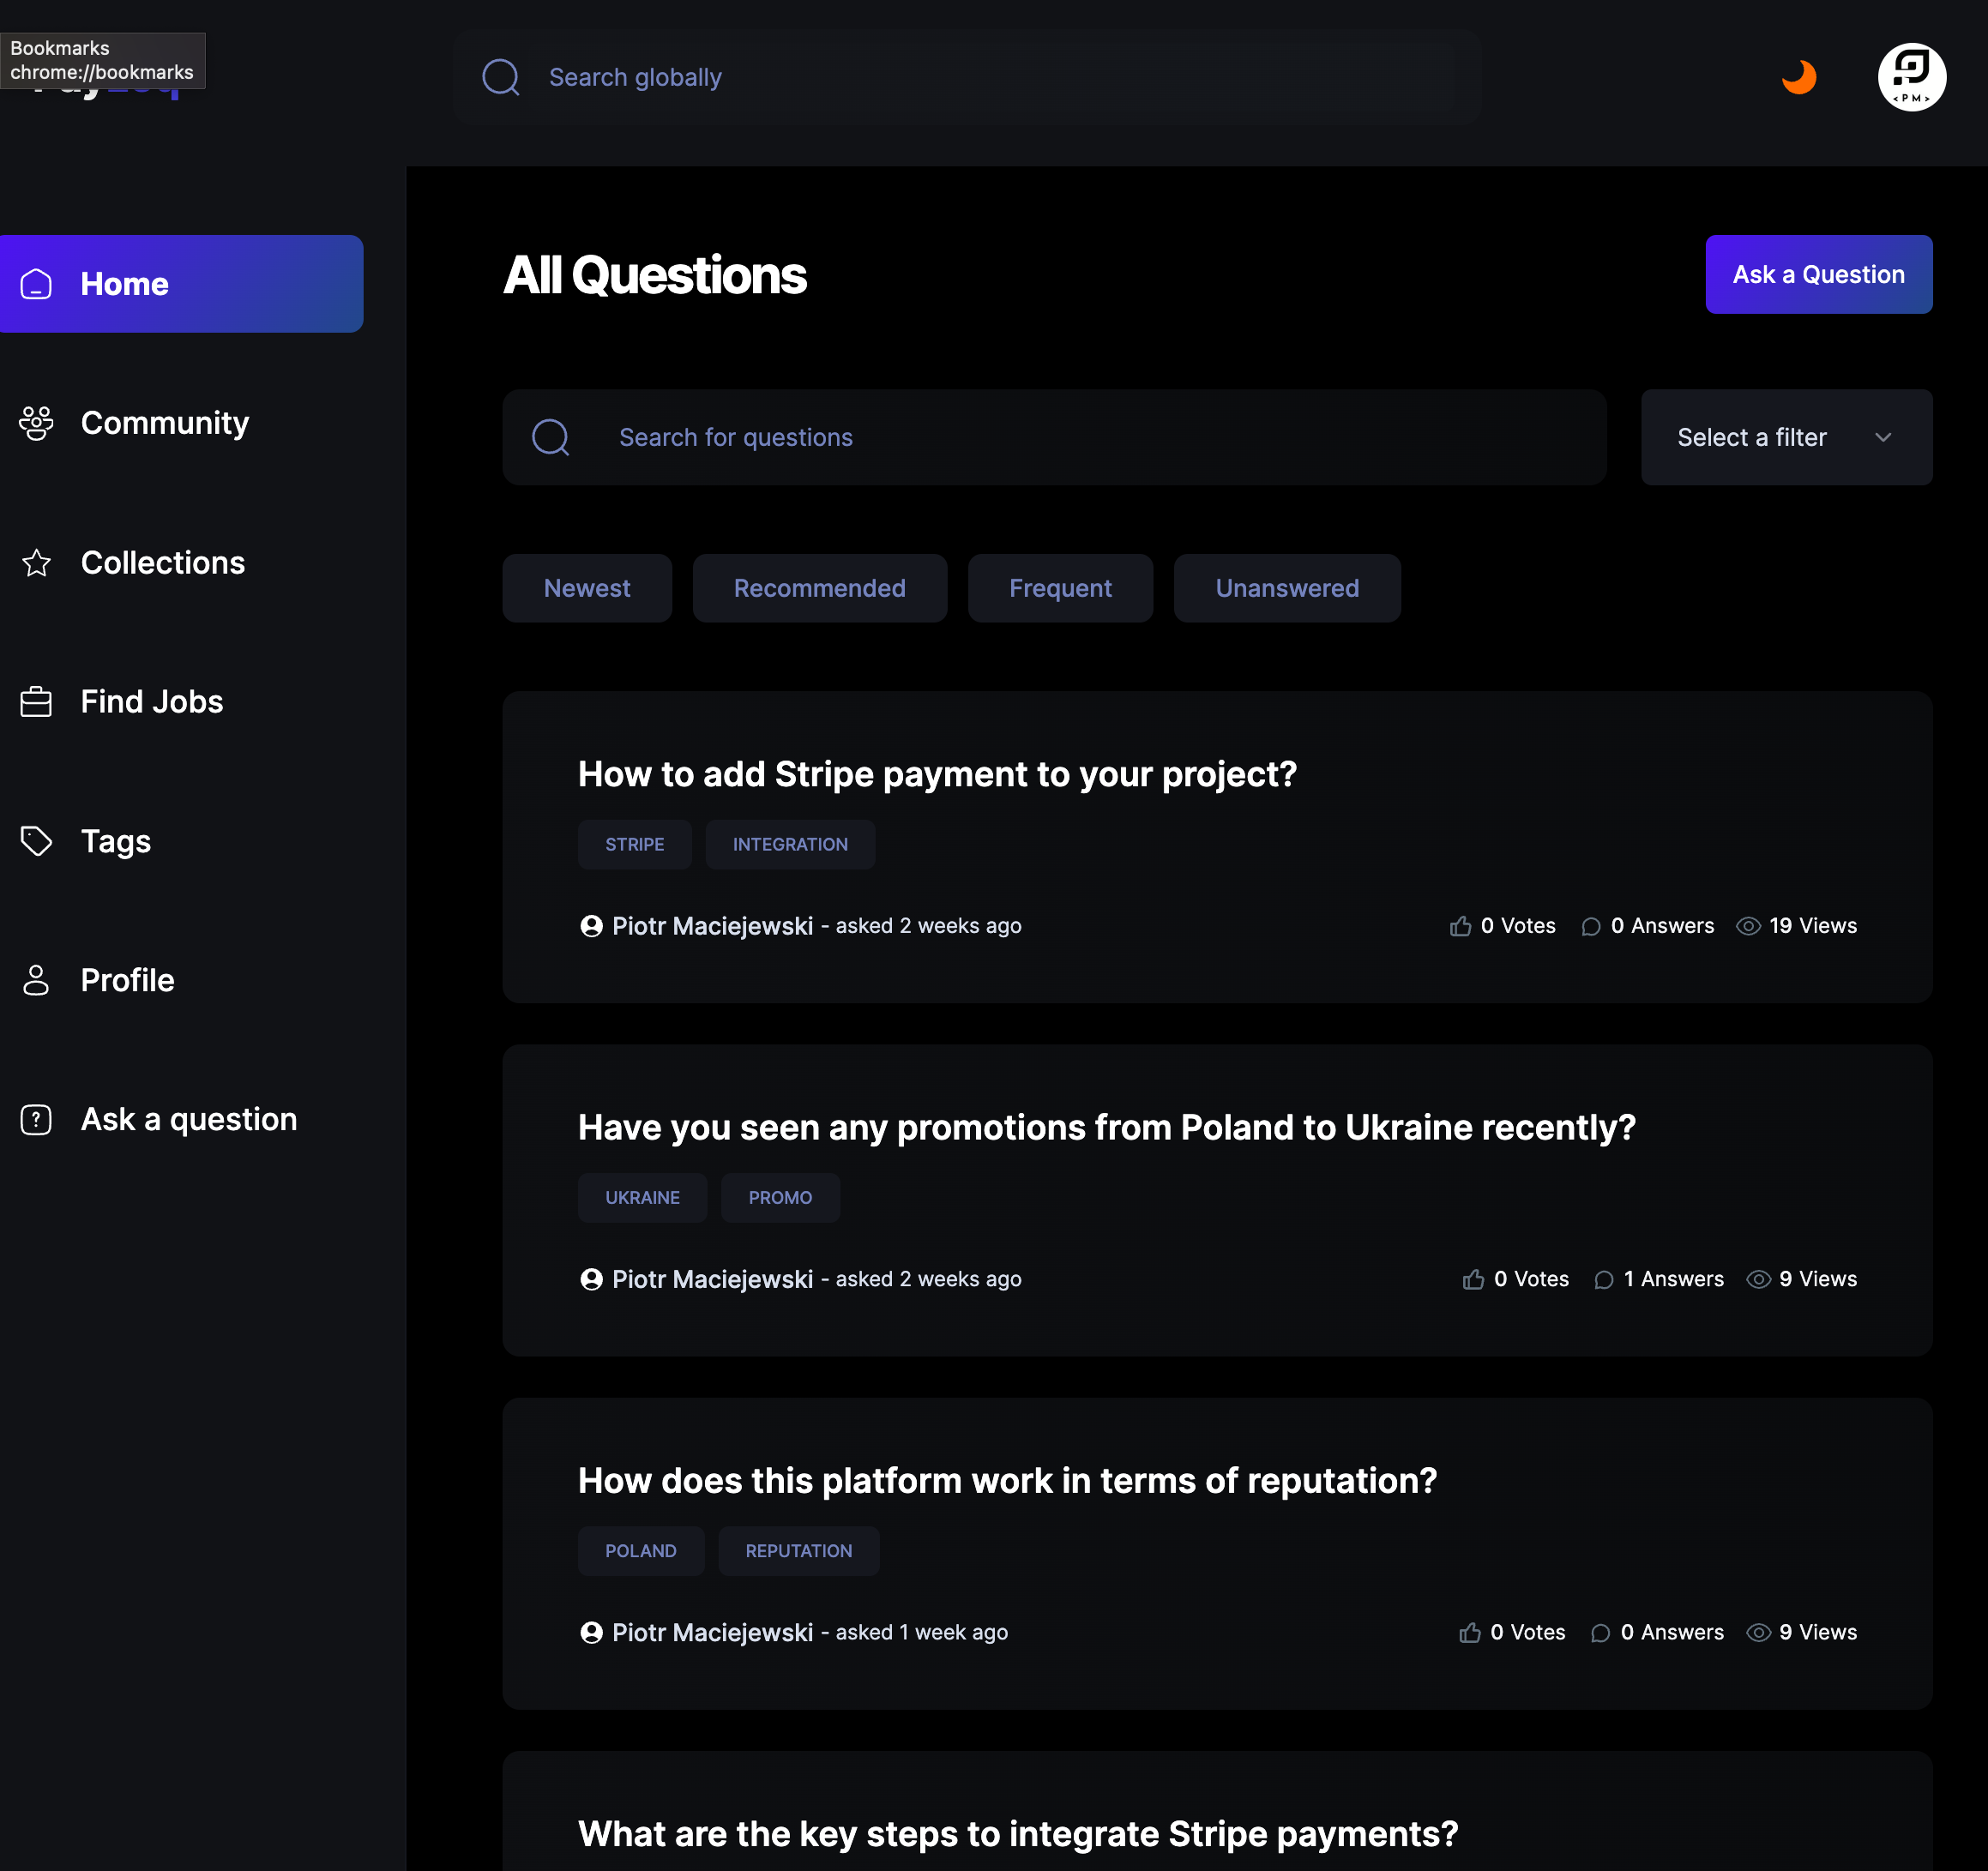 Bookmarks
chrome://bookmarks
Search globally
<PM>
Home
Community
Collections
Find Jobs
Tags
Profile
Ask a question
All Questions
Ask a Question
Search for questions
Select a filter
Newest
Recommended
Frequent
Unanswered
How to add Stripe payment to your project?
STRIPE
INTEGRATION
Piotr Maciejewski - asked 2 weeks ago
0 Votes
0 Answers
19 Views
Have you seen any promotions from Poland to Ukraine recently?
UKRAINE
PROMO
Piotr Maciejewski - asked 2 weeks ago
0 Votes
1 Answers
9 Views
How does this platform work in terms of reputation?
POLAND
REPUTATION
Piotr Maciejewski - asked 1 week ago
0 Votes
0 Answers
9 Views
What are the key steps to integrate Stripe payments?